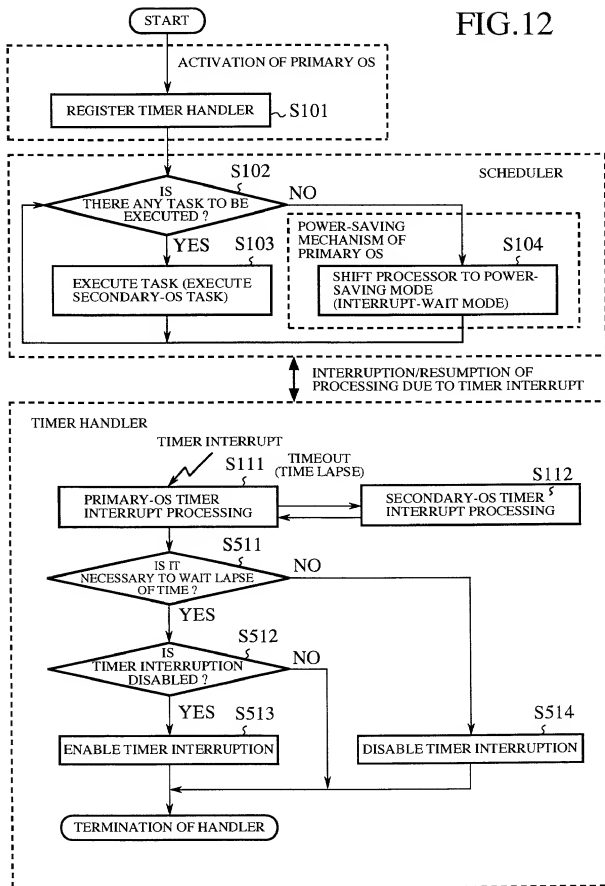 START
FIG.12
ACTIVATION OF PRIMARY OS
REGISTER TIMER HANDLER
S101
SCHEDULER
S102
IS
THERE ANY TASK TO BE
EXECUTED ?
NO
YES
S103
EXECUTE TASK (EXECUTE
SECONDARY-OS TASK)
POWER-SAVING
MECHANISM OF
PRIMARY OS
S104
SHIFT PROCESSOR TO POWER-
SAVING MODE
(INTERRUPT-WAIT MODE)
INTERRUPTION/RESUMPTION OF
PROCESSING DUE TO TIMER INTERRUPT
TIMER HANDLER
TIMER INTERRUPT
S111
TIMEOUT
(TIME LAPSE)
S112
PRIMARY-OS TIMER
INTERRUPT PROCESSING
SECONDARY-OS TIMER
INTERRUPT PROCESSING
S511
IS IT
NECESSARY TO WAIT LAPSE
OF TIME ?
NO
YES
S512
IS
TIMER INTERRUPTION
DISABLED ?
NO
YES
S513
ENABLE TIMER INTERRUPTION
S514
DISABLE TIMER INTERRUPTION
TERMINATION OF HANDLER